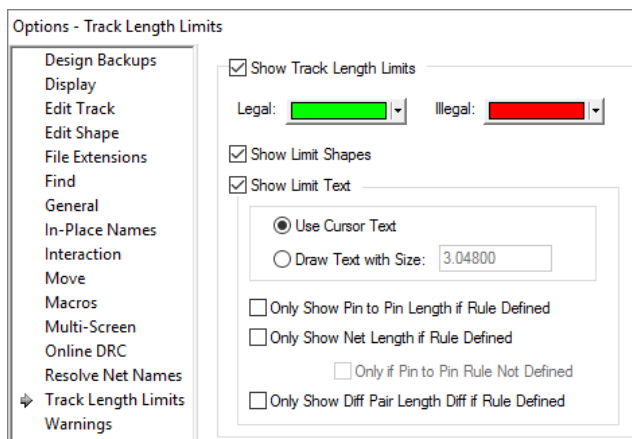 Options - Track Length Limits
Design Backups
Display
Edit Track
Edit Shape
File Extensions
Find
General
In-Place Names
Interaction
Move
Macros
Multi-Screen
Online DRC
Resolve Net Names
Track Length Limits
Warnings
Show Track Length Limits
Legal: Illegal:
Show Limit Shapes
Show Limit Text
Use Cursor Text
Draw Text with Size: 3.04800
Only Show Pin to Pin Length if Rule Defined
Only Show Net Length if Rule Defined
Only if Pin to Pin Rule Not Defined
Only Show Diff Pair Length Diff if Rule Defined